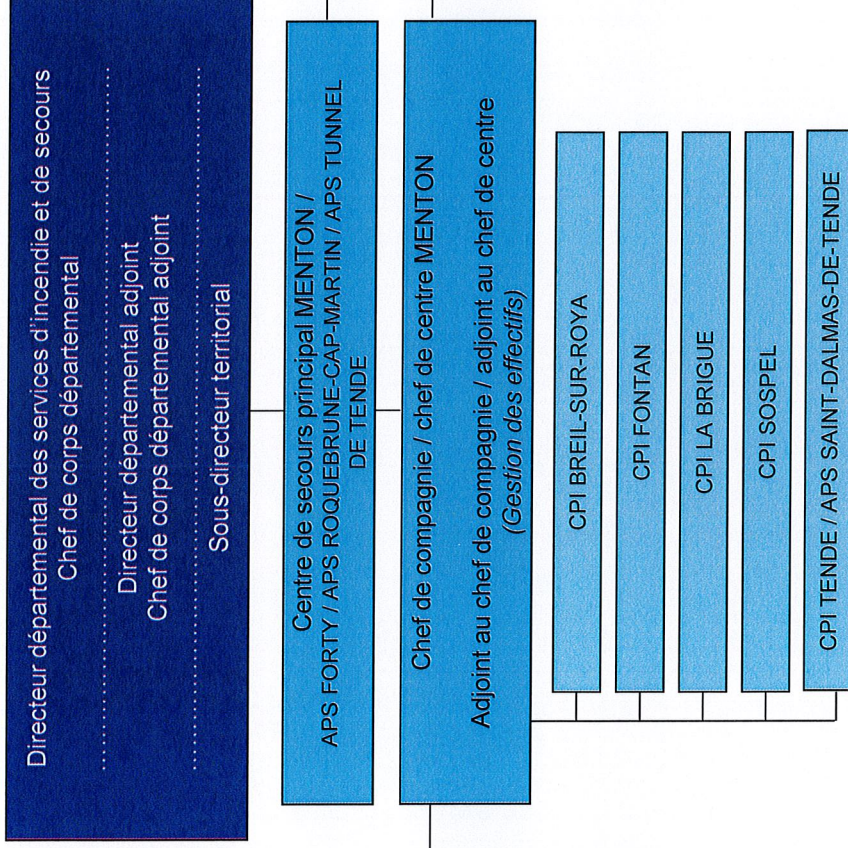 Directeur départemental des services d'incendie et de secours
Chef de corps départemental
Directeur départemental adjoint
Chef de corps départemental adjoint
Sous-directeur territorial
Centre de secours principal MENTON /
APS FORTY / APS ROQUEBRUNE-CAP-MARTIN / APS TUNNEL
DE TENDE
Chef de compagnie / chef de centre MENTON
Adjoint au chef de compagnie / adjoint au chef de centre
(Gestion des effectifs)
CPI BREIL-SUR-ROYA
CPI FONTAN
CPI LA BRIGUE
CPI SOSPEL
CPI TENDE / APS SAINT-DALMAS-DE-TENDE